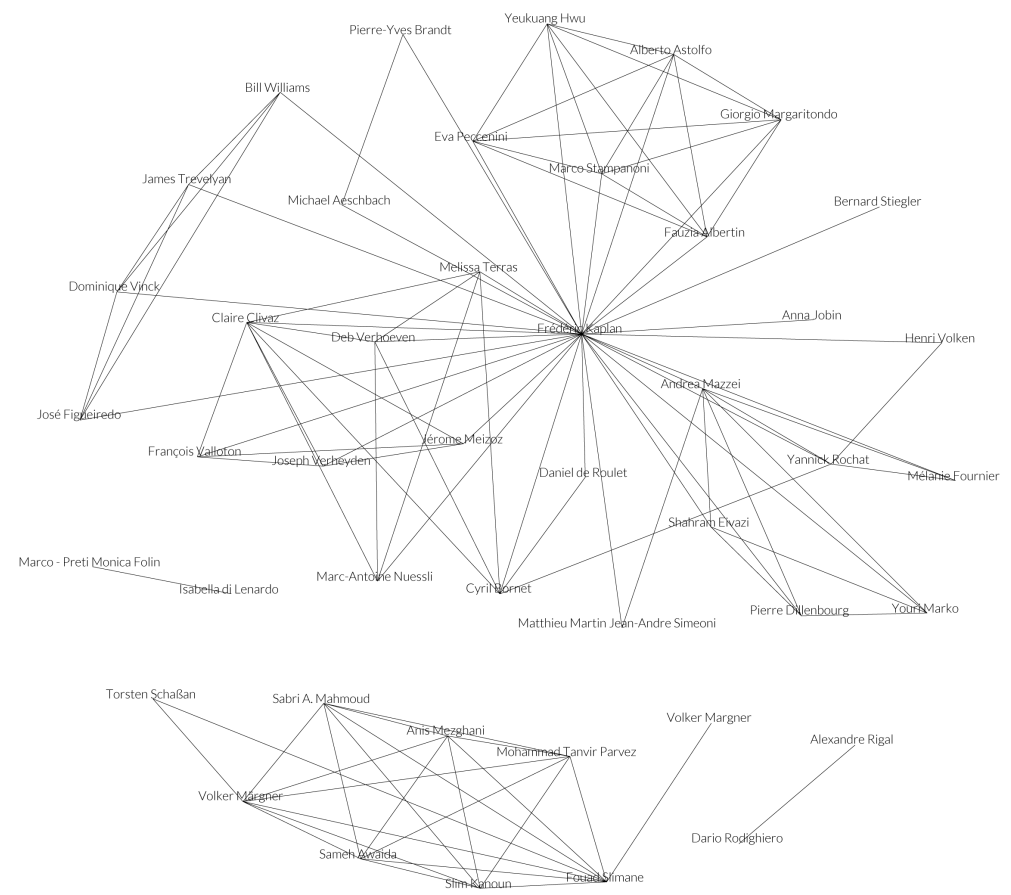 Yeukuang Hwu
Pierre-Yves Brandt
Alberto Astolfo
Bill Williams
Giorgio Margaritondo
Eva Peccenini
Marco Stampanoni
James Trevelyan
Michael Aeschbach
Bernard Stiegler
Fauzia Albertin
Melissa Terras
Dominique Vinck
Claire Clivaz
Anna Jobin
Frédéric Kaplan
Deb Verhoeven
Henri Volken
Andrea Mazzei
José Figueiredo
Jérome Meizoz
François Valloton
Joseph Verheyden
Yannick Rochat
Daniel de Roulet
Mélanie Fournier
Shahram Eivazi
Marco - Preti Monica Folin
Marc-Antoine Nuessli
Isabella di Lenardo
Cyril Bornet
Pierre Dillenbourg
Youri Marko
Matthieu Martin Jean-Andre Simeoni
Torsten Schaßan
Sabri A. Mahmoud
Volker Margner
Anis Mezghani
Alexandre Rigal
Mohammad Tanvir Parvez
Volker Märgner
Dario Rodighiero
Sameh Awaida
Fouad Slimane
Slim Kanoun